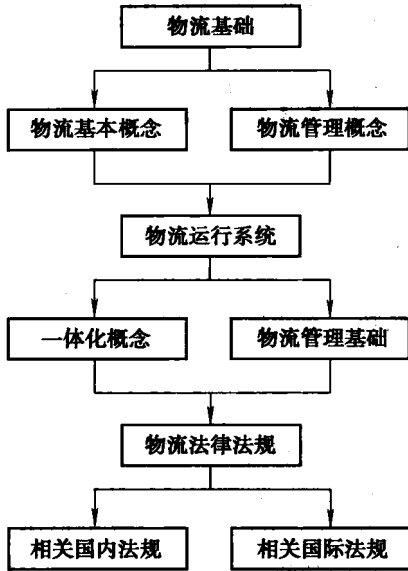 物流基础
物流基本概念
物流管理概念
物流运行系统
一体化概念
物流管理基础
物流法律法规
相关国内法规
相关国际法规